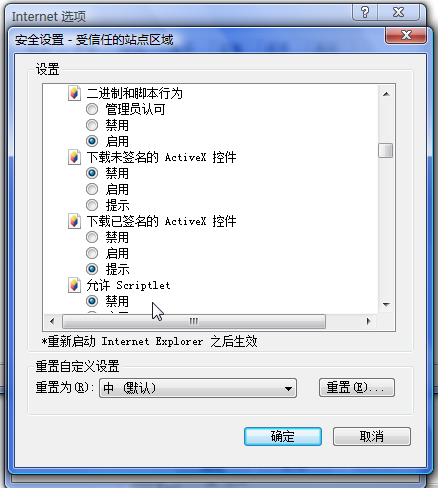 Internet 选项
安全设置 - 受信任的站点区域
设置
二进制和脚本行为
管理员认可
禁用
启用
下载未签名的 ActiveX 控件
禁用
启用
提示
下载已签名的 ActiveX 控件
禁用
启用
提示
允许 Scriptlet
禁用
*重新启动 Internet Explorer 之后生效
重置自定义设置
重置为(R): 中 (默认) 重置(E)...
确定 取消